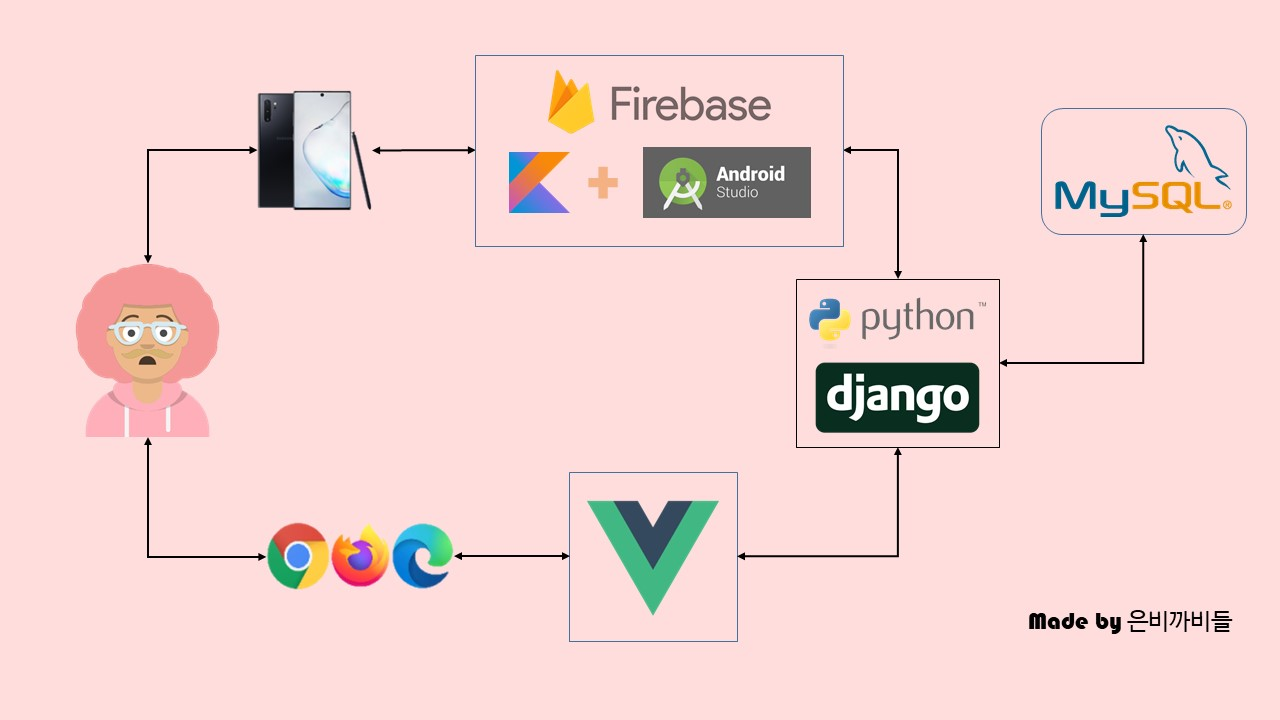 Firebase
Android
Studio
MySQL®
python™
django
Made by 은비까비들